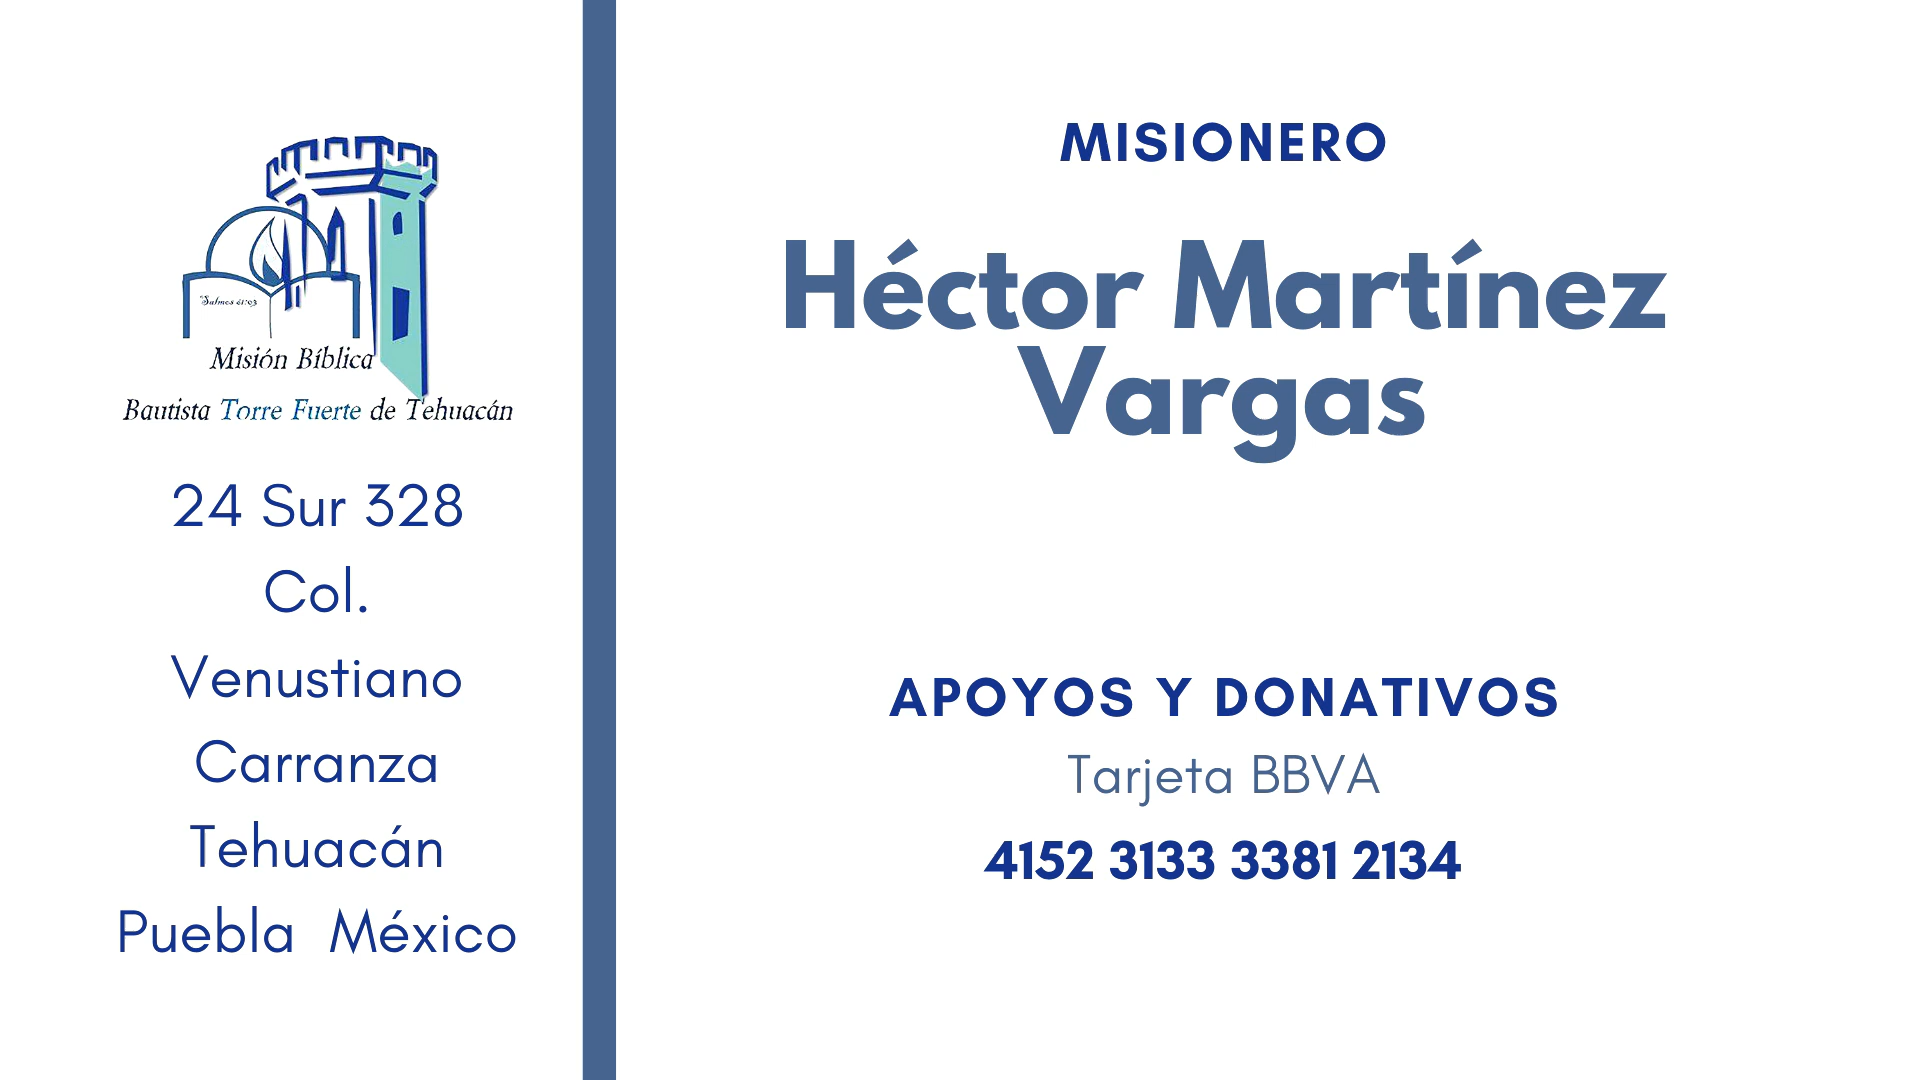 "Salmos 61:03
Misión Bíblica
Bautista Torre Fuerte de Tehuacán
24 Sur 328
Col.
Venustiano
Carranza
Tehuacán
Puebla México
MISIONERO
Héctor Martínez
Vargas
APOYOS Y DONATIVOS
Tarjeta BBVA
4152 3133 3381 2134